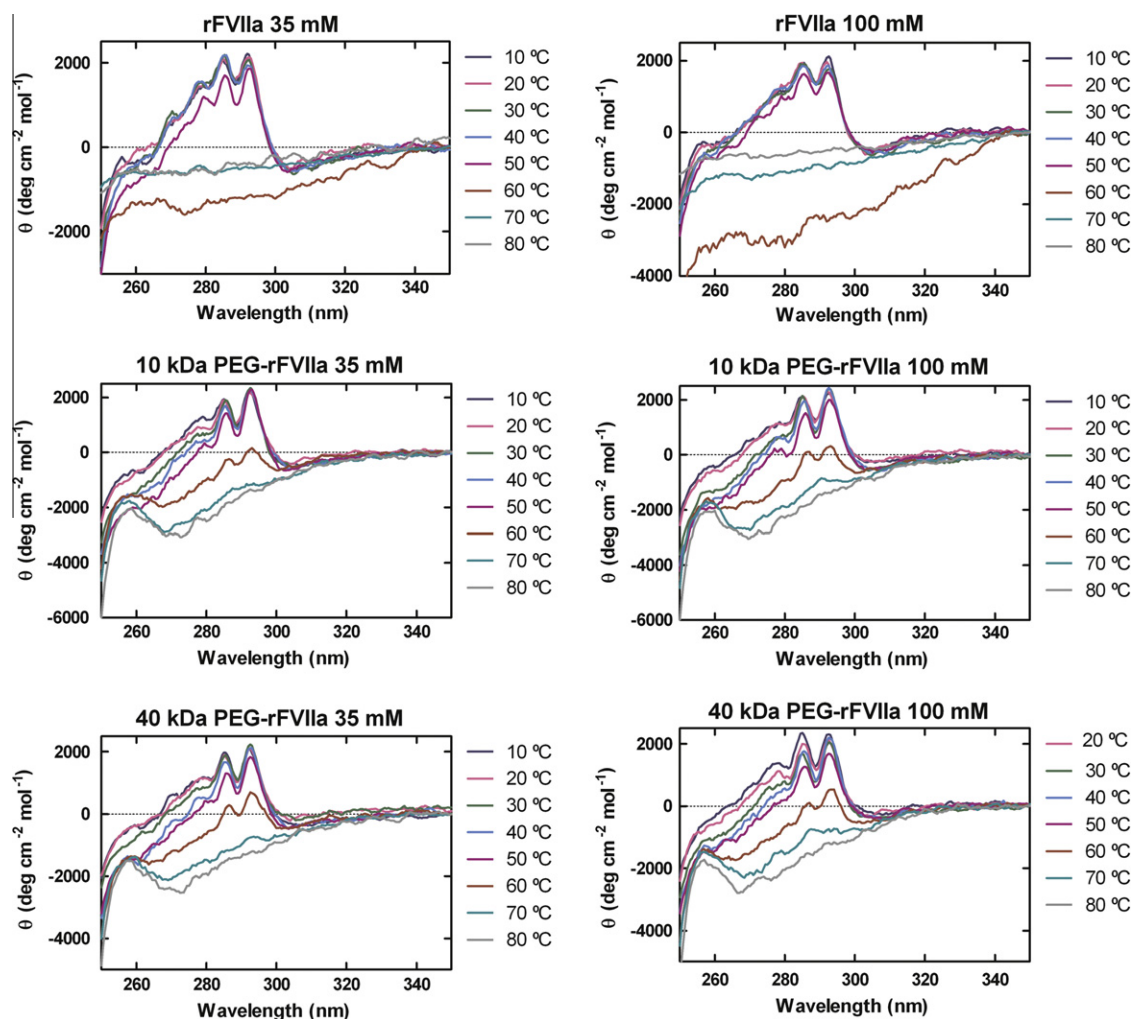 rFVIIa 35 mM
θ (deg cm⁻² mol⁻¹)
2000
0
-2000
260 280 300 320 340
Wavelength (nm)
10 ºC
20 ºC
30 ºC
40 ºC
50 ºC
60 ºC
70 ºC
80 ºC
rFVIIa 100 mM
θ (deg cm⁻² mol⁻¹)
2000
0
-2000
-4000
260 280 300 320 340
Wavelength (nm)
10 ºC
20 ºC
30 ºC
40 ºC
50 ºC
60 ºC
70 ºC
80 ºC
10 kDa PEG-rFVIIa 35 mM
θ (deg cm⁻² mol⁻¹)
2000
0
-2000
-4000
-6000
260 280 300 320 340
Wavelength (nm)
10 ºC
20 ºC
30 ºC
40 ºC
50 ºC
60 ºC
70 ºC
80 ºC
10 kDa PEG-rFVIIa 100 mM
θ (deg cm⁻² mol⁻¹)
2000
0
-2000
-4000
-6000
260 280 300 320 340
Wavelength (nm)
10 ºC
20 ºC
30 ºC
40 ºC
50 ºC
60 ºC
70 ºC
80 ºC
40 kDa PEG-rFVIIa 35 mM
θ (deg cm⁻² mol⁻¹)
2000
0
-2000
-4000
260 280 300 320 340
Wavelength (nm)
10 ºC
20 ºC
30 ºC
40 ºC
50 ºC
60 ºC
70 ºC
80 ºC
40 kDa PEG-rFVIIa 100 mM
θ (deg cm⁻² mol⁻¹)
2000
0
-2000
-4000
260 280 300 320 340
Wavelength (nm)
20 ºC
30 ºC
40 ºC
50 ºC
60 ºC
70 ºC
80 ºC